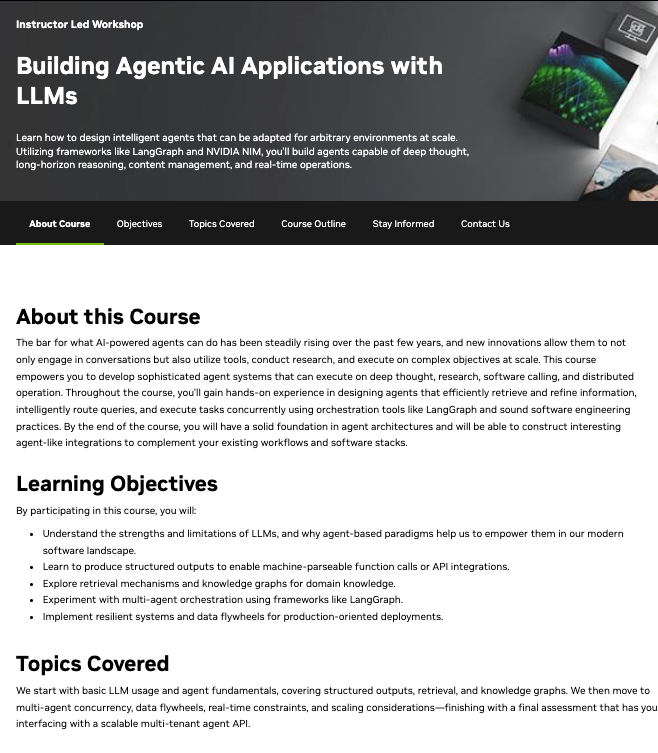 Instructor Led Workshop
Building Agentic AI Applications with
LLMs
Learn how to design intelligent agents that can be adapted for arbitrary environments at scale.
Utilizing frameworks like LangGraph and NVIDIA NIM, you'll build agents capable of deep thought,
long-horizon reasoning, content management, and real-time operations.
About Course
Objectives
Topics Covered
Course Outline
Stay Informed
Contact Us
About this Course
The bar for what AI-powered agents can do has been steadily rising over the past few years, and new innovations allow them to not
only engage in conversations but also utilize tools, conduct research, and execute on complex objectives at scale. This course
empowers you to develop sophisticated agent systems that can execute on deep thought, research, software calling, and distributed
operation. Throughout the course, you'll gain hands-on experience in designing agents that efficiently retrieve and refine information,
intelligently route queries, and execute tasks concurrently using orchestration tools like LangGraph and sound software engineering
practices. By the end of the course, you will have a solid foundation in agent architectures and will be able to construct interesting
agent-like integrations to complement your existing workflows and software stacks.
Learning Objectives
By participating in this course, you will:
• Understand the strengths and limitations of LLMs, and why agent-based paradigms help us to empower them in our modern
software landscape.
• Learn to produce structured outputs to enable machine-parseable function calls or API integrations.
• Explore retrieval mechanisms and knowledge graphs for domain knowledge.
• Experiment with multi-agent orchestration using frameworks like LangGraph.
• Implement resilient systems and data flywheels for production-oriented deployments.
Topics Covered
We start with basic LLM usage and agent fundamentals, covering structured outputs, retrieval, and knowledge graphs. We then move to
multi-agent concurrency, data flywheels, real-time constraints, and scaling considerations—finishing with a final assessment that has you
interfacing with a scalable multi-tenant agent API.